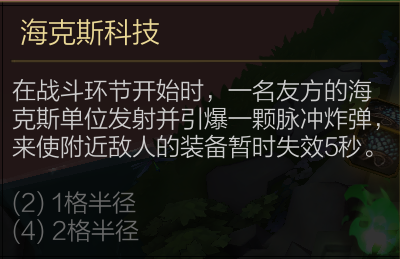 海克斯科技
在战斗环节开始时，一名友方的海
克斯单位发射并引爆一颗脉冲炸弹，
来使附近敌人的装备暂时失效5秒。
(2) 1格半径
(4) 2格半径